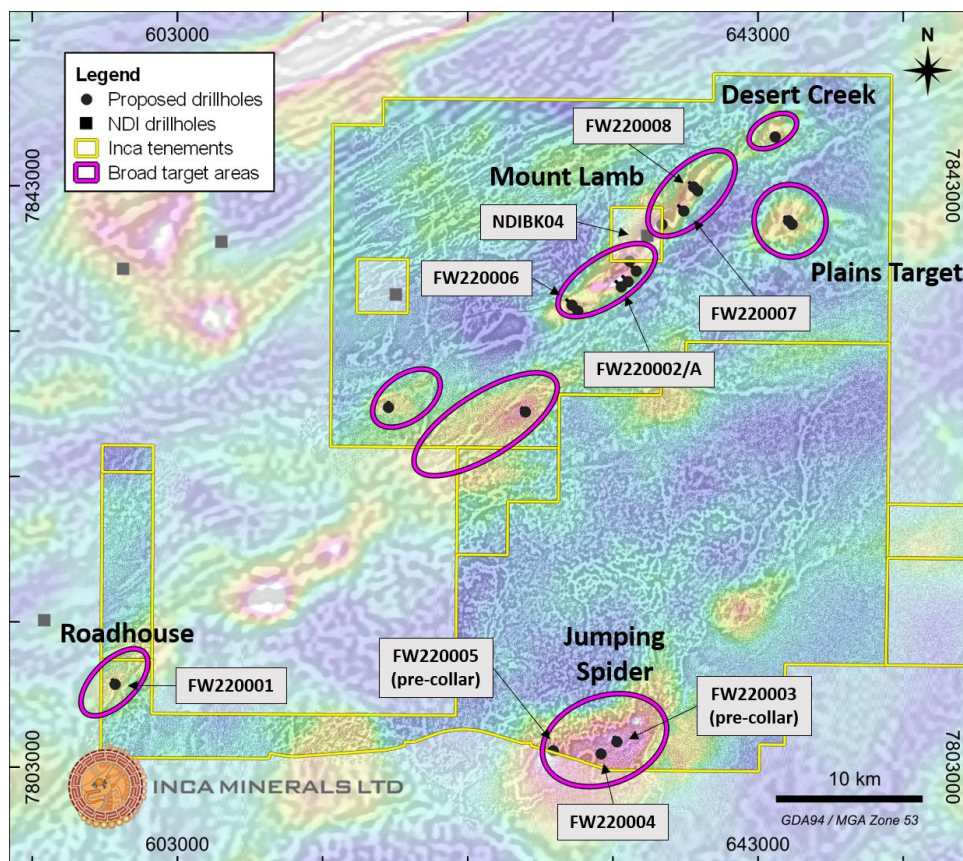 603000
643000
N
Legend
Proposed drillholes
NDI drillholes
Inca tenements
Broad target areas
Desert Creek
FW220008
Mount Lamb
7843000
7843000
NDIBK04
Plains Target
FW220006
FW220007
FW220002/A
Roadhouse
FW220001
Jumping
Spider
FW220005
(pre-collar)
FW220003
(pre-collar)
FW220004
7803000
7803000
INCA MINERALS LTD
10 km
GDA94 / MGA Zone 53
603000
643000